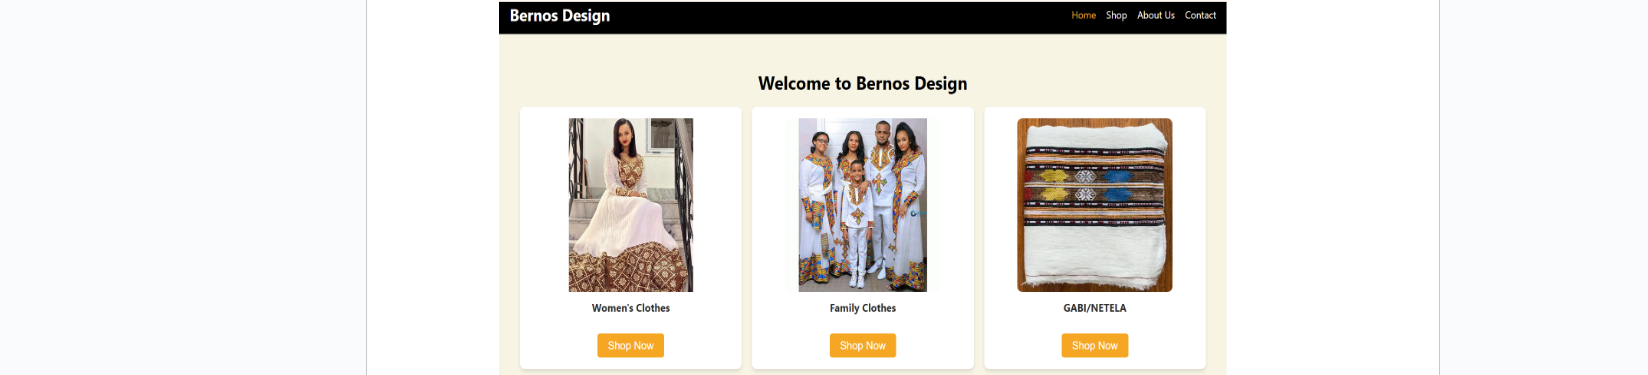 Bernos Design
Home Shop About Us Contact
Welcome to Bernos Design
Women's Clothes
Family Clothes
GABI/NETELA
Shop Now
Shop Now
Shop Now